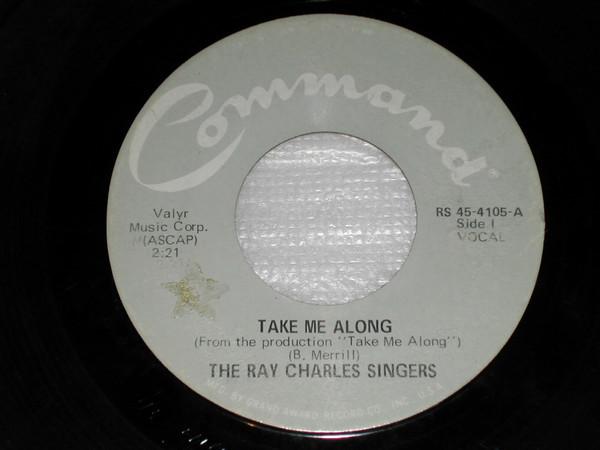 Command®
Valyr
Music Corp.
(ASCAP)
2:21
RS 45-4105-A
Side I
VOCAL
TAKE ME ALONG
(From the production "Take Me Along")
(B. Merrill)
THE RAY CHARLES SINGERS
MFD. BY GRAND AWARD RECORD CO., INC., U.S.A.